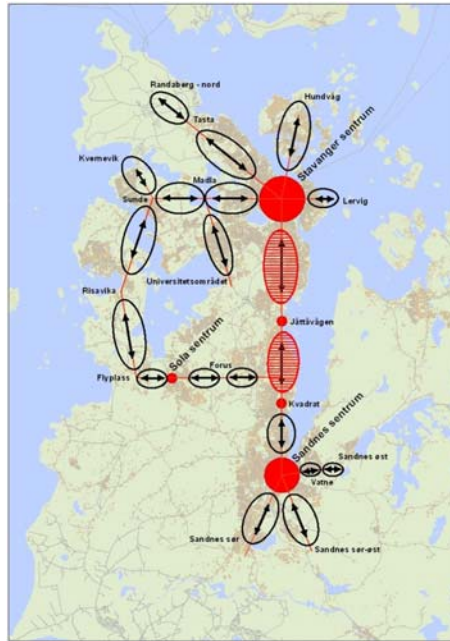 Randaberg - nord
Hundvåg
Tasta
Stavanger sentrum
Kvernevik
Madla
Sunde
Lervig
Risavika
Universitetsområdet
Jåttåvågen
Sola sentrum
Forus
Flyplass
Kvadrat
Sandnes sentrum
Sandnes øst
Vatne
Sandnes sør
Sandnes sør-øst